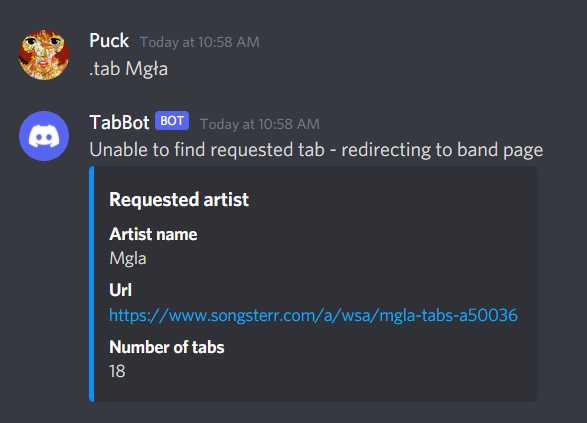 Puck Today at 10:58 AM
.tab Mgła
TabBot BOT Today at 10:58 AM
Unable to find requested tab - redirecting to band page
Requested artist
Artist name
Mgla
Url
https://www.songsterr.com/a/wsa/mgla-tabs-a50036
Number of tabs
18